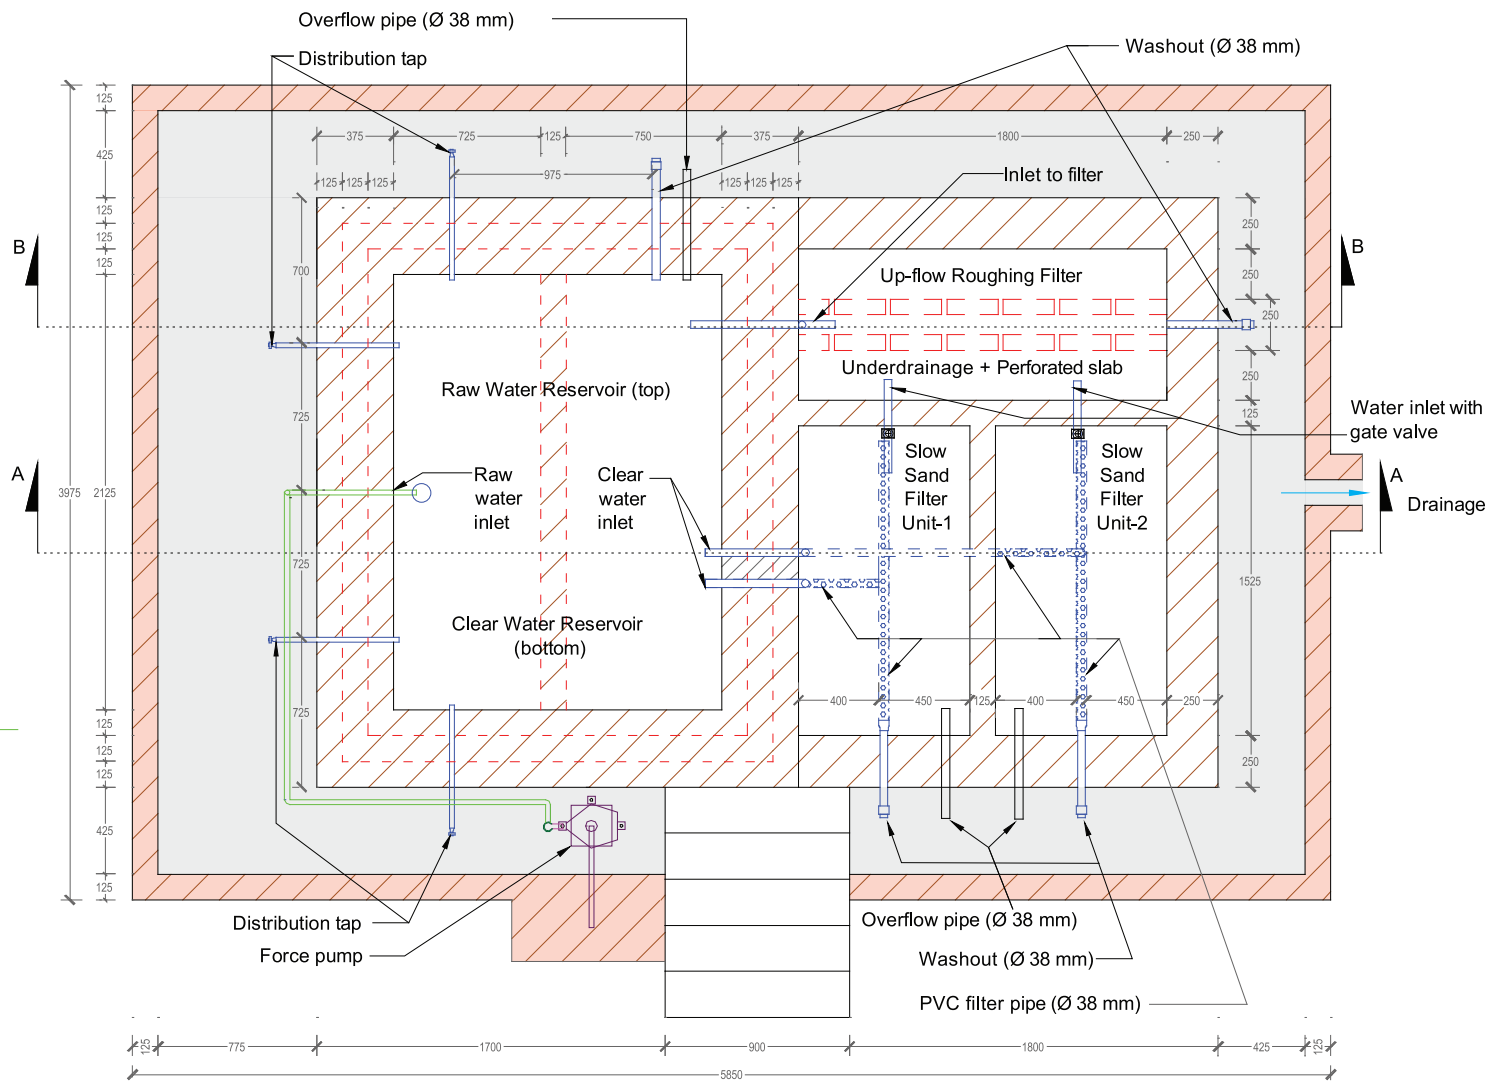 Overflow pipe (Ø 38 mm)
Distribution tap
Washout (Ø 38 mm)
125
425
125
125
125
375
725
125
750
375
1800
250
125
125
125
975
125
125
125
Inlet to filter
B
B
700
250
250
250
250
125
Up-flow Roughing Filter
Underdrainage + Perforated slab
Raw Water Reservoir (top)
725
Water inlet with
gate valve
A
A
3975
2125
Raw
water
inlet
Clear
water
inlet
Slow
Sand
Filter
Unit-1
Slow
Sand
Filter
Unit-2
Drainage
725
1525
Clear Water Reservoir
(bottom)
725
400
450
125
400
450
250
125
125
125
250
425
125
Distribution tap
Force pump
Overflow pipe (Ø 38 mm)
Washout (Ø 38 mm)
PVC filter pipe (Ø 38 mm)
125
775
1700
900
1800
425
125
5850